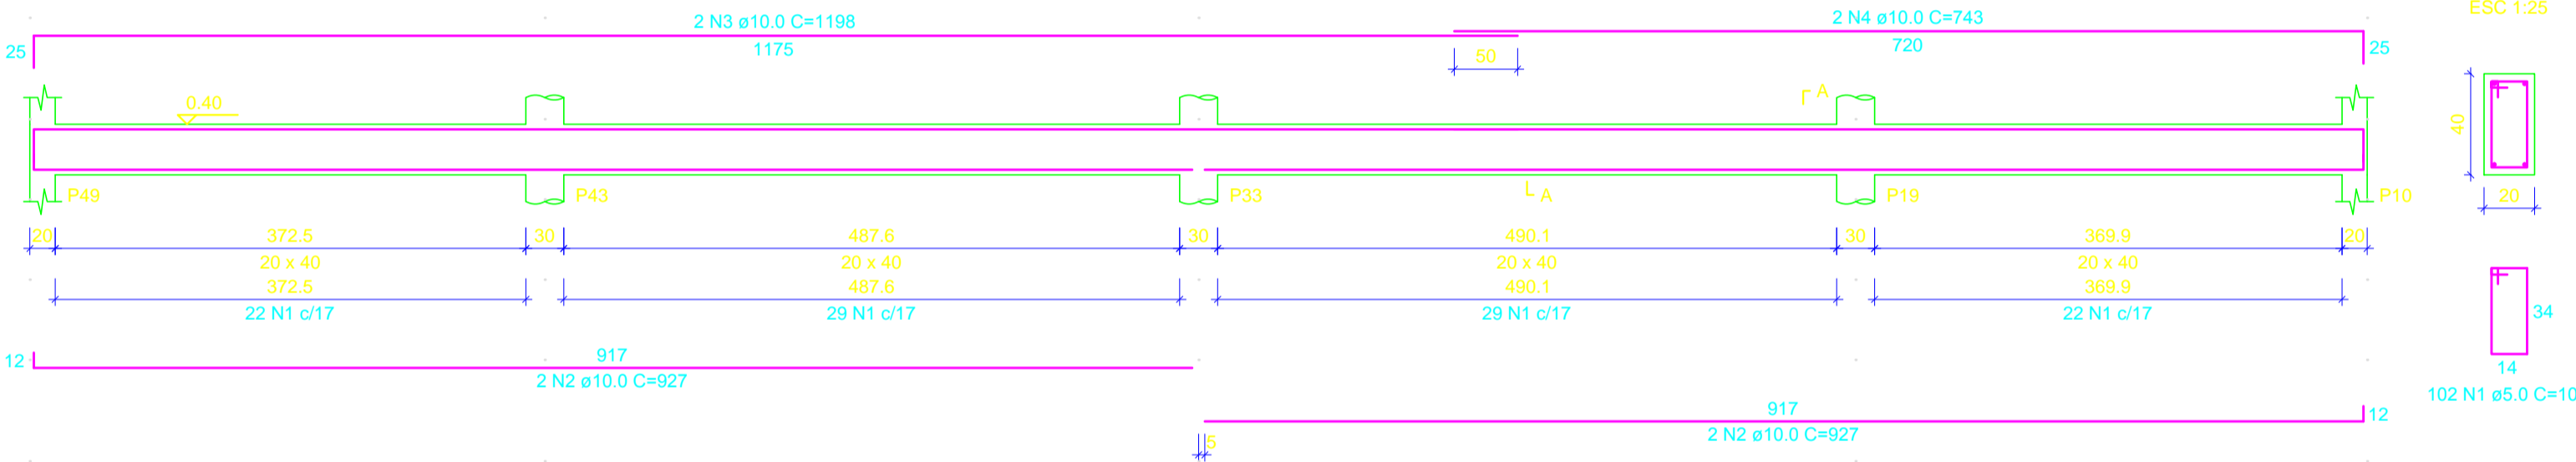 2 N3 ø10.0 C=1198
2 N4 ø10.0 C=743
ESC 1:25
25
1175
50
720
25
0.40
A
40
P49
P43
P33
A
P19
P10
20
20
372.5
30
487.6
30
490.1
30
369.9
20
20 x 40
20 x 40
20 x 40
20 x 40
372.5
487.6
490.1
369.9
22 N1 c/17
29 N1 c/17
29 N1 c/17
22 N1 c/17
34
12
917
2 N2 ø10.0 C=927
14
102 N1 ø5.0 C=10
917
12
2 N2 ø10.0 C=927
5